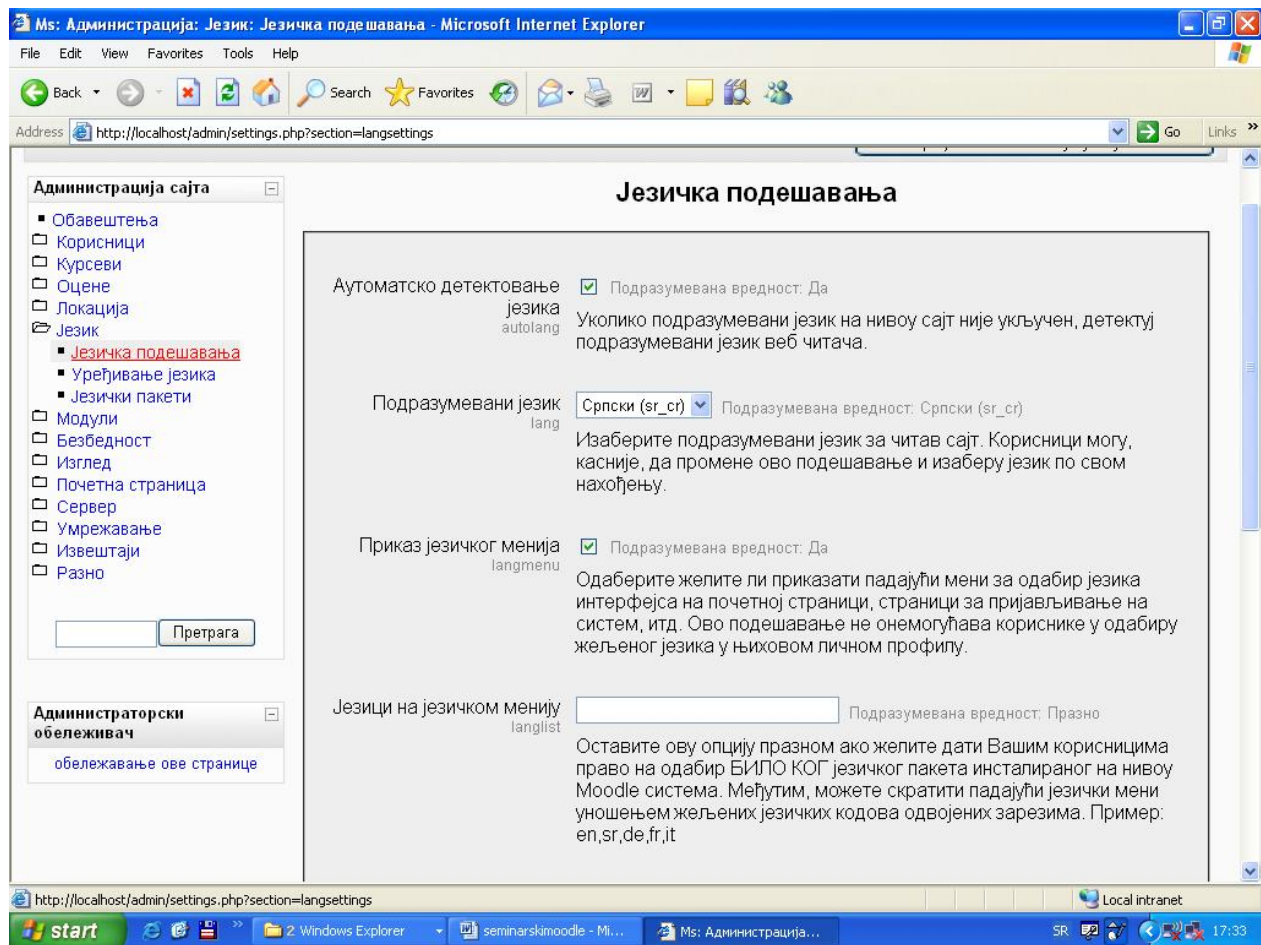 Ms: Администрација: Језик: Језичка подешавања - Microsoft Internet Explorer
File Edit View Favorites Tools Help
Back Search Favorites
Address http://localhost/admin/settings.php?section=langsettings Go Links »
Администрација сајта
Обавештења
Корисници
Курсеви
Оцене
Локација
Језик
Језичка подешавања
Уређивање језика
Језички пакети
Модули
Безбедност
Изглед
Почетна страница
Сервер
Умрежавање
Извештаји
Разно
Претрага
Администраторски
обележивач
обележавање ове странице
Језичка подешавања
Аутоматско детектовање Подразумевана вредност: Да
језика
autolang
Уколико подразумевани језик на нивоу сајт није укључен, детектуј
подразумевани језик веб читача.
Подразумевани језик Српски (sr_cr) Подразумевана вредност: Српски (sr_cr)
lang
Изаберите подразумевани језик за читав сајт. Корисници могу,
касније, да промене ово подешавање и изаберу језик по свом
нахођењу.
Приказ језичког менија Подразумевана вредност: Да
langmenu
Одаберите желите ли приказати падајући мени за одабир језика
интерфејса на почетној страници, страници за пријављивање на
систем, итд. Ово подешавање не онемогућава кориснике у одабиру
жељеног језика у њиховом личном профилу.
Језици на језичком менију Подразумевана вредност: Празно
langlist
Оставите ову опцију празном ако желите дати Вашим корисницима
право на одабир БИЛО КОГ језичког пакета инсталираног на нивоу
Moodle система. Међутим, можете скратити падајући језички мени
уношењем жељених језичких кодова одвојених зарезима. Пример:
en,sr,de,fr,it
http://localhost/admin/settings.php?section=langsettings Local intranet
start » 2 Windows Explorer seminarskimoodle - Mi... Ms: Администрација... SR 17:33